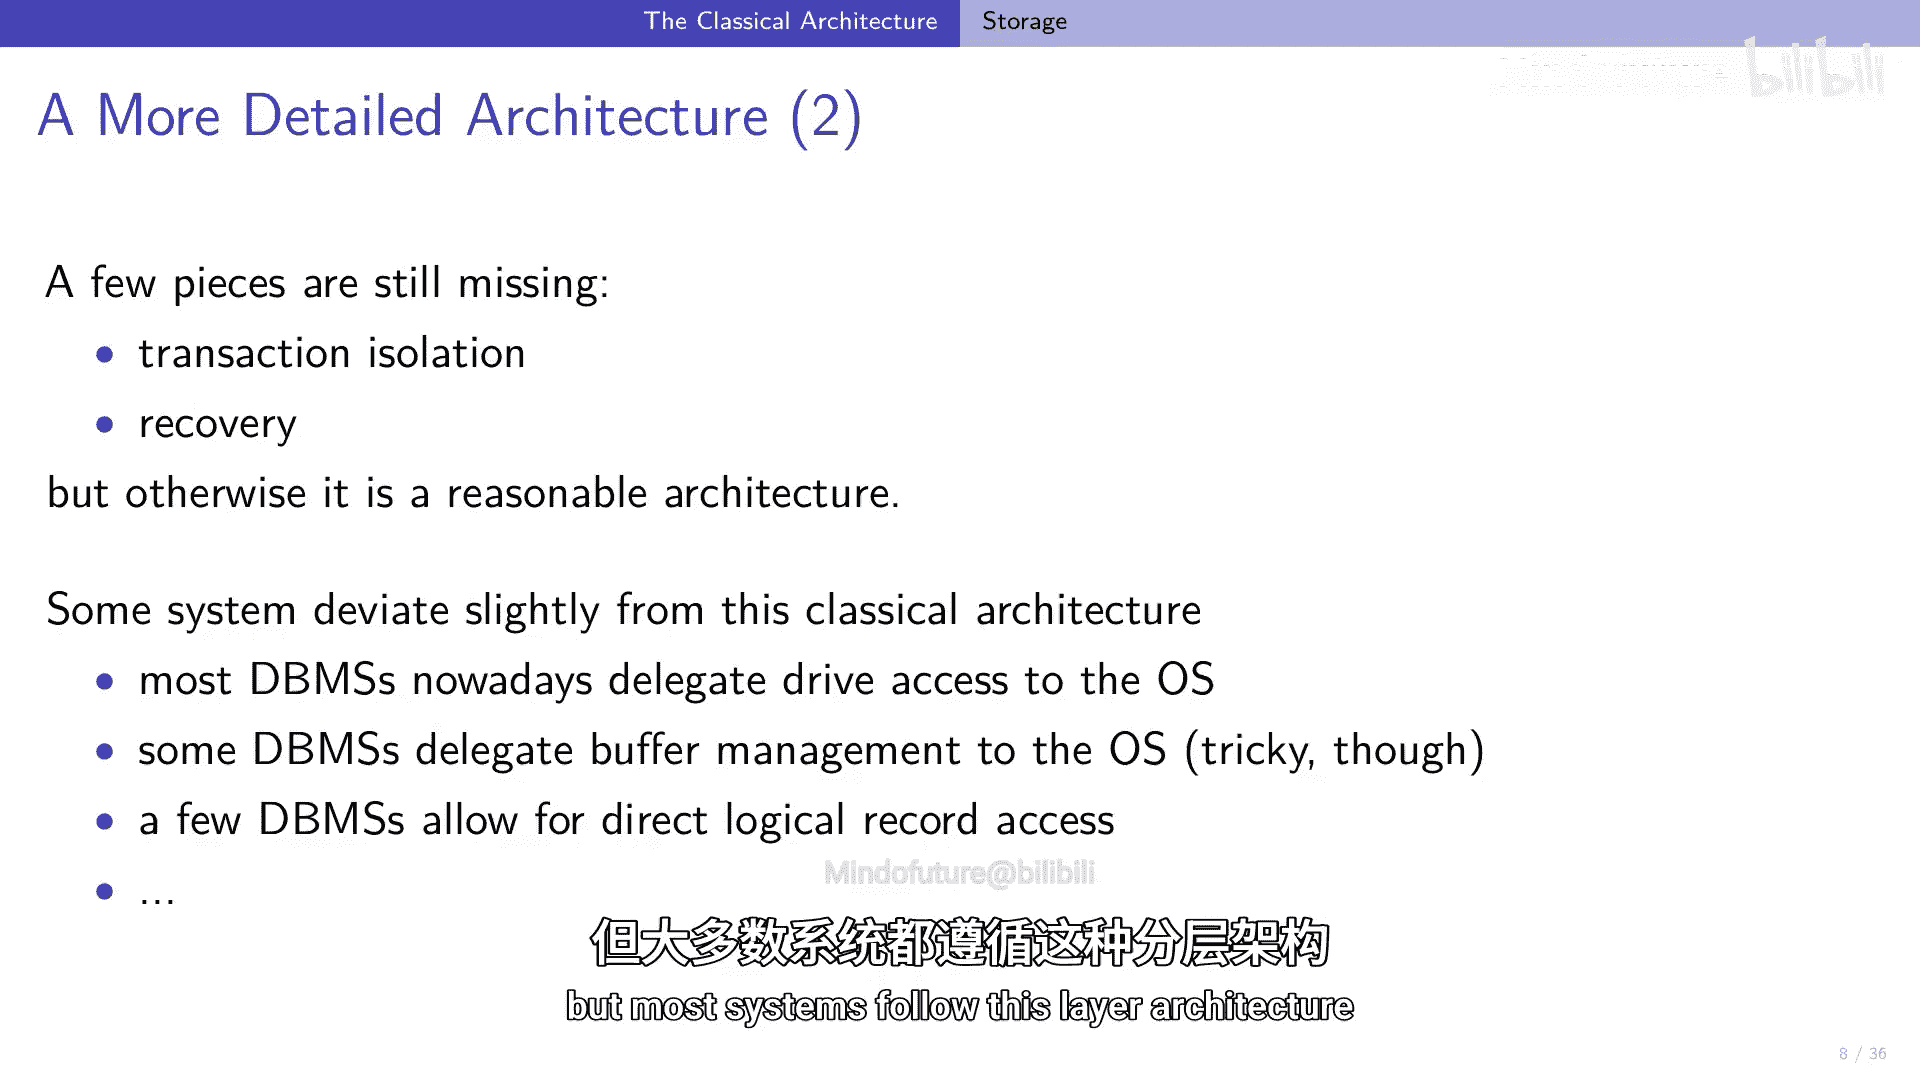 The Classical Architecture
Storage
bilibili
A More Detailed Architecture (2)
A few pieces are still missing:
• transaction isolation
• recovery
but otherwise it is a reasonable architecture.
Some system deviate slightly from this classical architecture
• most DBMSs nowadays delegate drive access to the OS
• some DBMSs delegate buffer management to the OS (tricky, though)
• a few DBMSs allow for direct logical record access
• ...
Mindofuture@bilibili
但大多数系统都遵循这种分层架构
but most systems follow this layer architecture
8 / 36